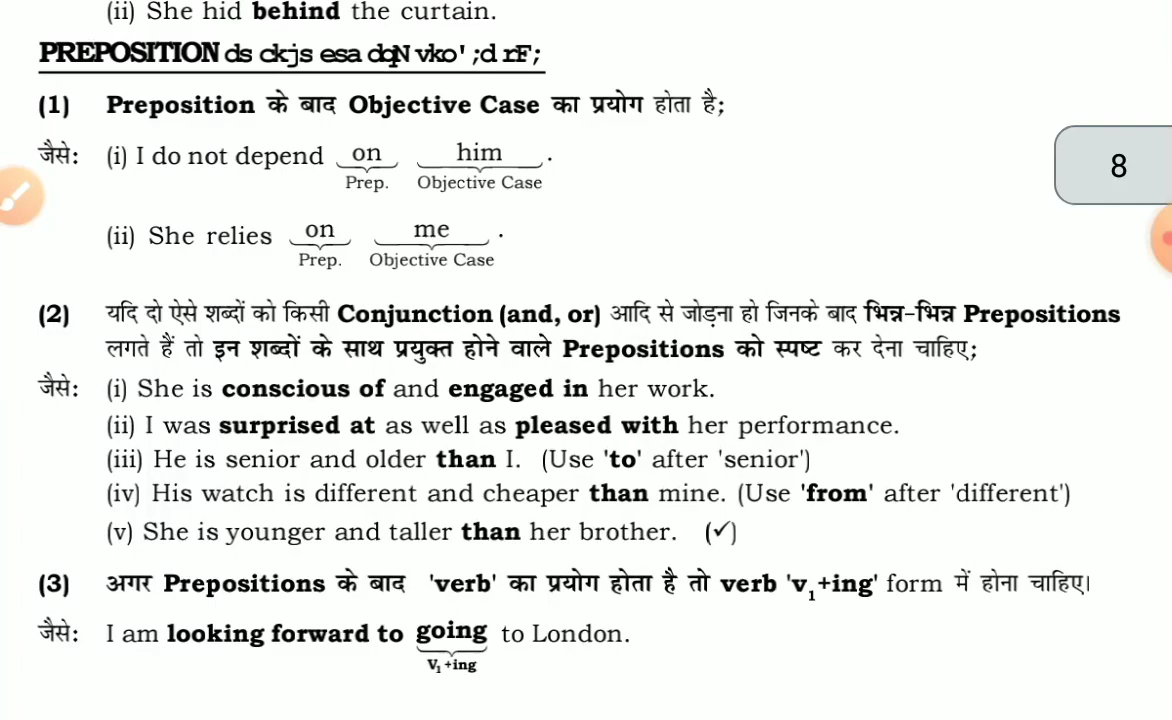 (ii) She hid behind the curtain.
PREPOSITION ds ckjs esa dqN vko';d rF;
(1) Preposition के बाद Objective Case का प्रयोग होता है;
जैसे: (i) I do not depend on him.
Prep. Objective Case
8
(ii) She relies on me.
Prep. Objective Case
(2) यदि दो ऐसे शब्दों को किसी Conjunction (and, or) आदि से जोड़ना हो जिनके बाद भिन्न-भिन्न Prepositions
लगते हैं तो इन शब्दों के साथ प्रयुक्त होने वाले Prepositions को स्पष्ट कर देना चाहिए;
जैसे: (i) She is conscious of and engaged in her work.
(ii) I was surprised at as well as pleased with her performance.
(iii) He is senior and older than I. (Use 'to' after 'senior')
(iv) His watch is different and cheaper than mine. (Use 'from' after 'different')
(v) She is younger and taller than her brother. (✓)
(3) अगर Prepositions के बाद 'verb' का प्रयोग होता है तो verb 'v₁+ing' form में होना चाहिए।
जैसे: I am looking forward to going to London.
V₁+ing